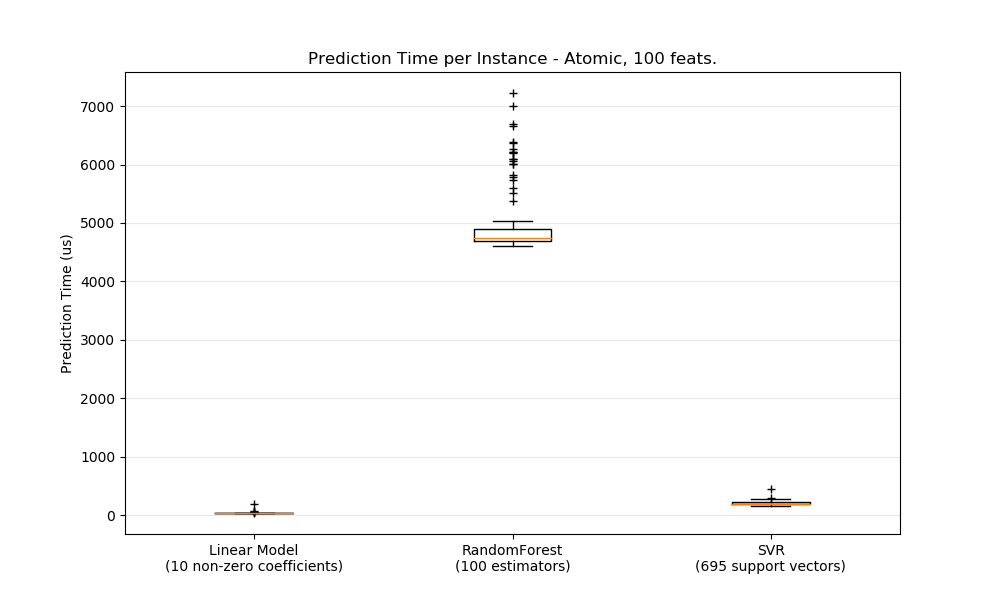 Prediction Time per Instance - Atomic, 100 feats.
Prediction Time (us)
7000
6000
5000
4000
3000
2000
1000
0
Linear Model
(10 non-zero coefficients)
RandomForest
(100 estimators)
SVR
(695 support vectors)